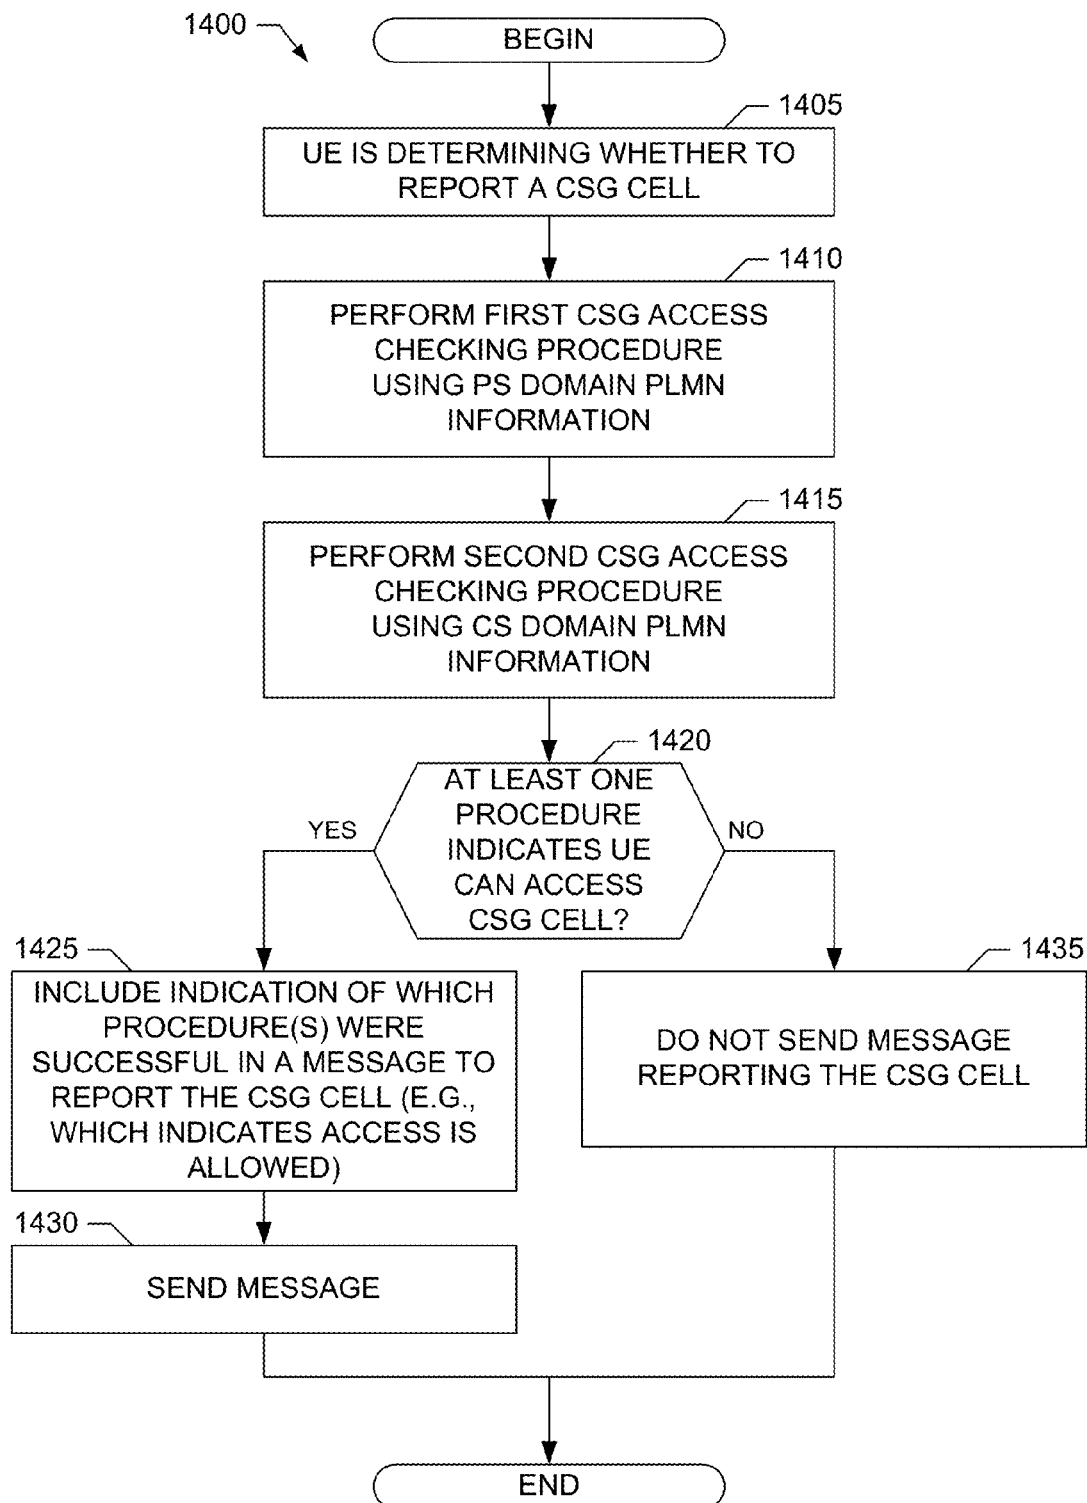 1400
BEGIN
1405
UE IS DETERMINING WHETHER TO
REPORT A CSG CELL
1410
PERFORM FIRST CSG ACCESS
CHECKING PROCEDURE
USING PS DOMAIN PLMN
INFORMATION
1415
PERFORM SECOND CSG ACCESS
CHECKING PROCEDURE
USING CS DOMAIN PLMN
INFORMATION
1420
AT LEAST ONE
PROCEDURE
INDICATES UE
CAN ACCESS
CSG CELL?
YES
NO
1425
INCLUDE INDICATION OF WHICH
PROCEDURE(S) WERE
SUCCESSFUL IN A MESSAGE TO
REPORT THE CSG CELL (E.G.,
WHICH INDICATES ACCESS IS
ALLOWED)
1435
DO NOT SEND MESSAGE
REPORTING THE CSG CELL
1430
SEND MESSAGE
END